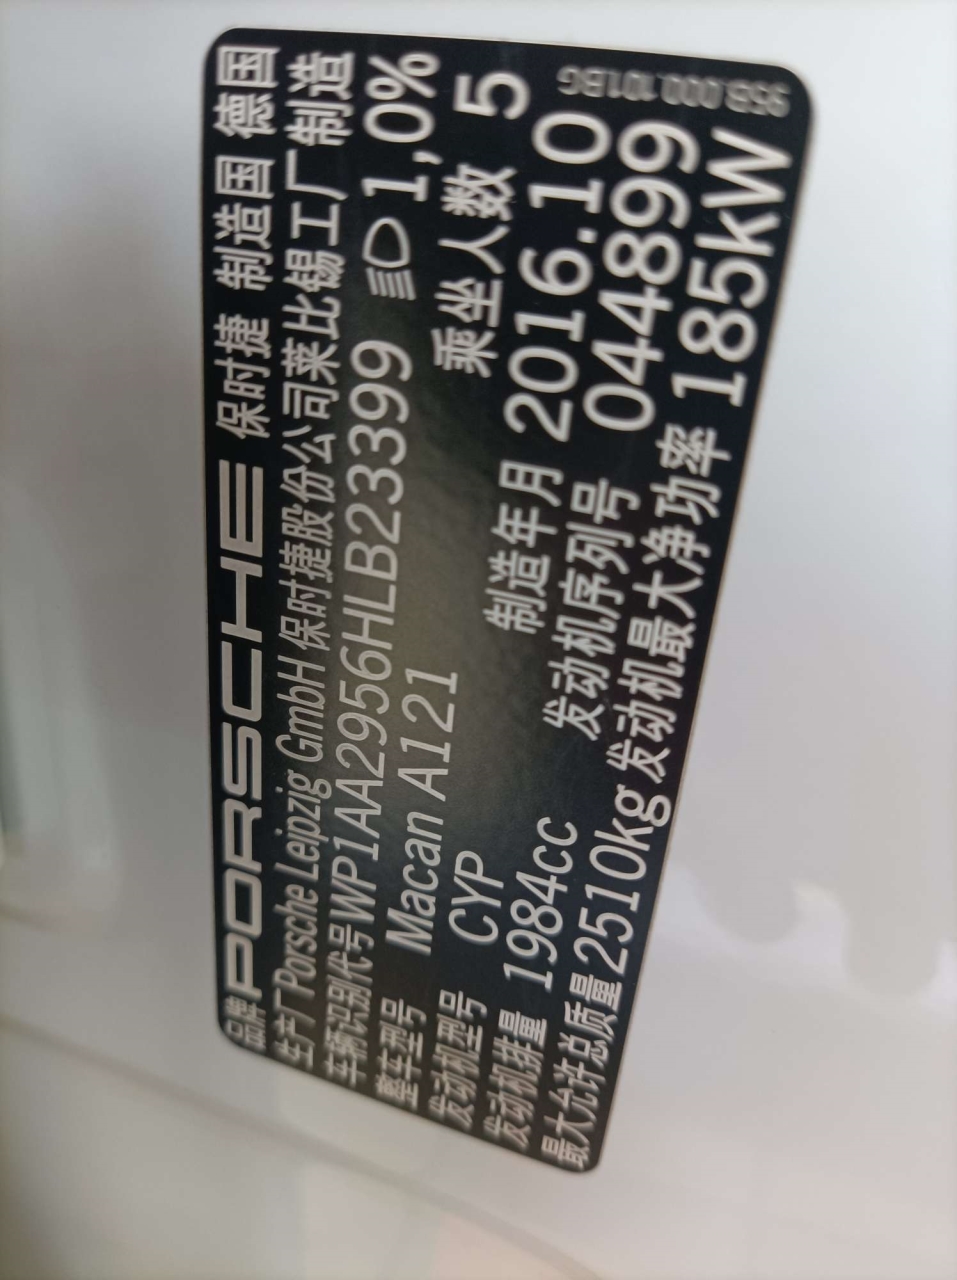 品牌 PORSCHE 保时捷 制造国 德国
生产厂 Porsche Leipzig GmbH 保时捷股份公司莱比锡工厂制造
车辆识别代号 WP1AA2956HLB23399 1,0%
整车型号 Macan A121 乘坐人数 5
发动机型号 CYP 制造年月 2016.10
发动机排量 1984cc 发动机序列号 044899
最大允许总质量 2510kg 发动机最大净功率 185kW
95B.000.101BG